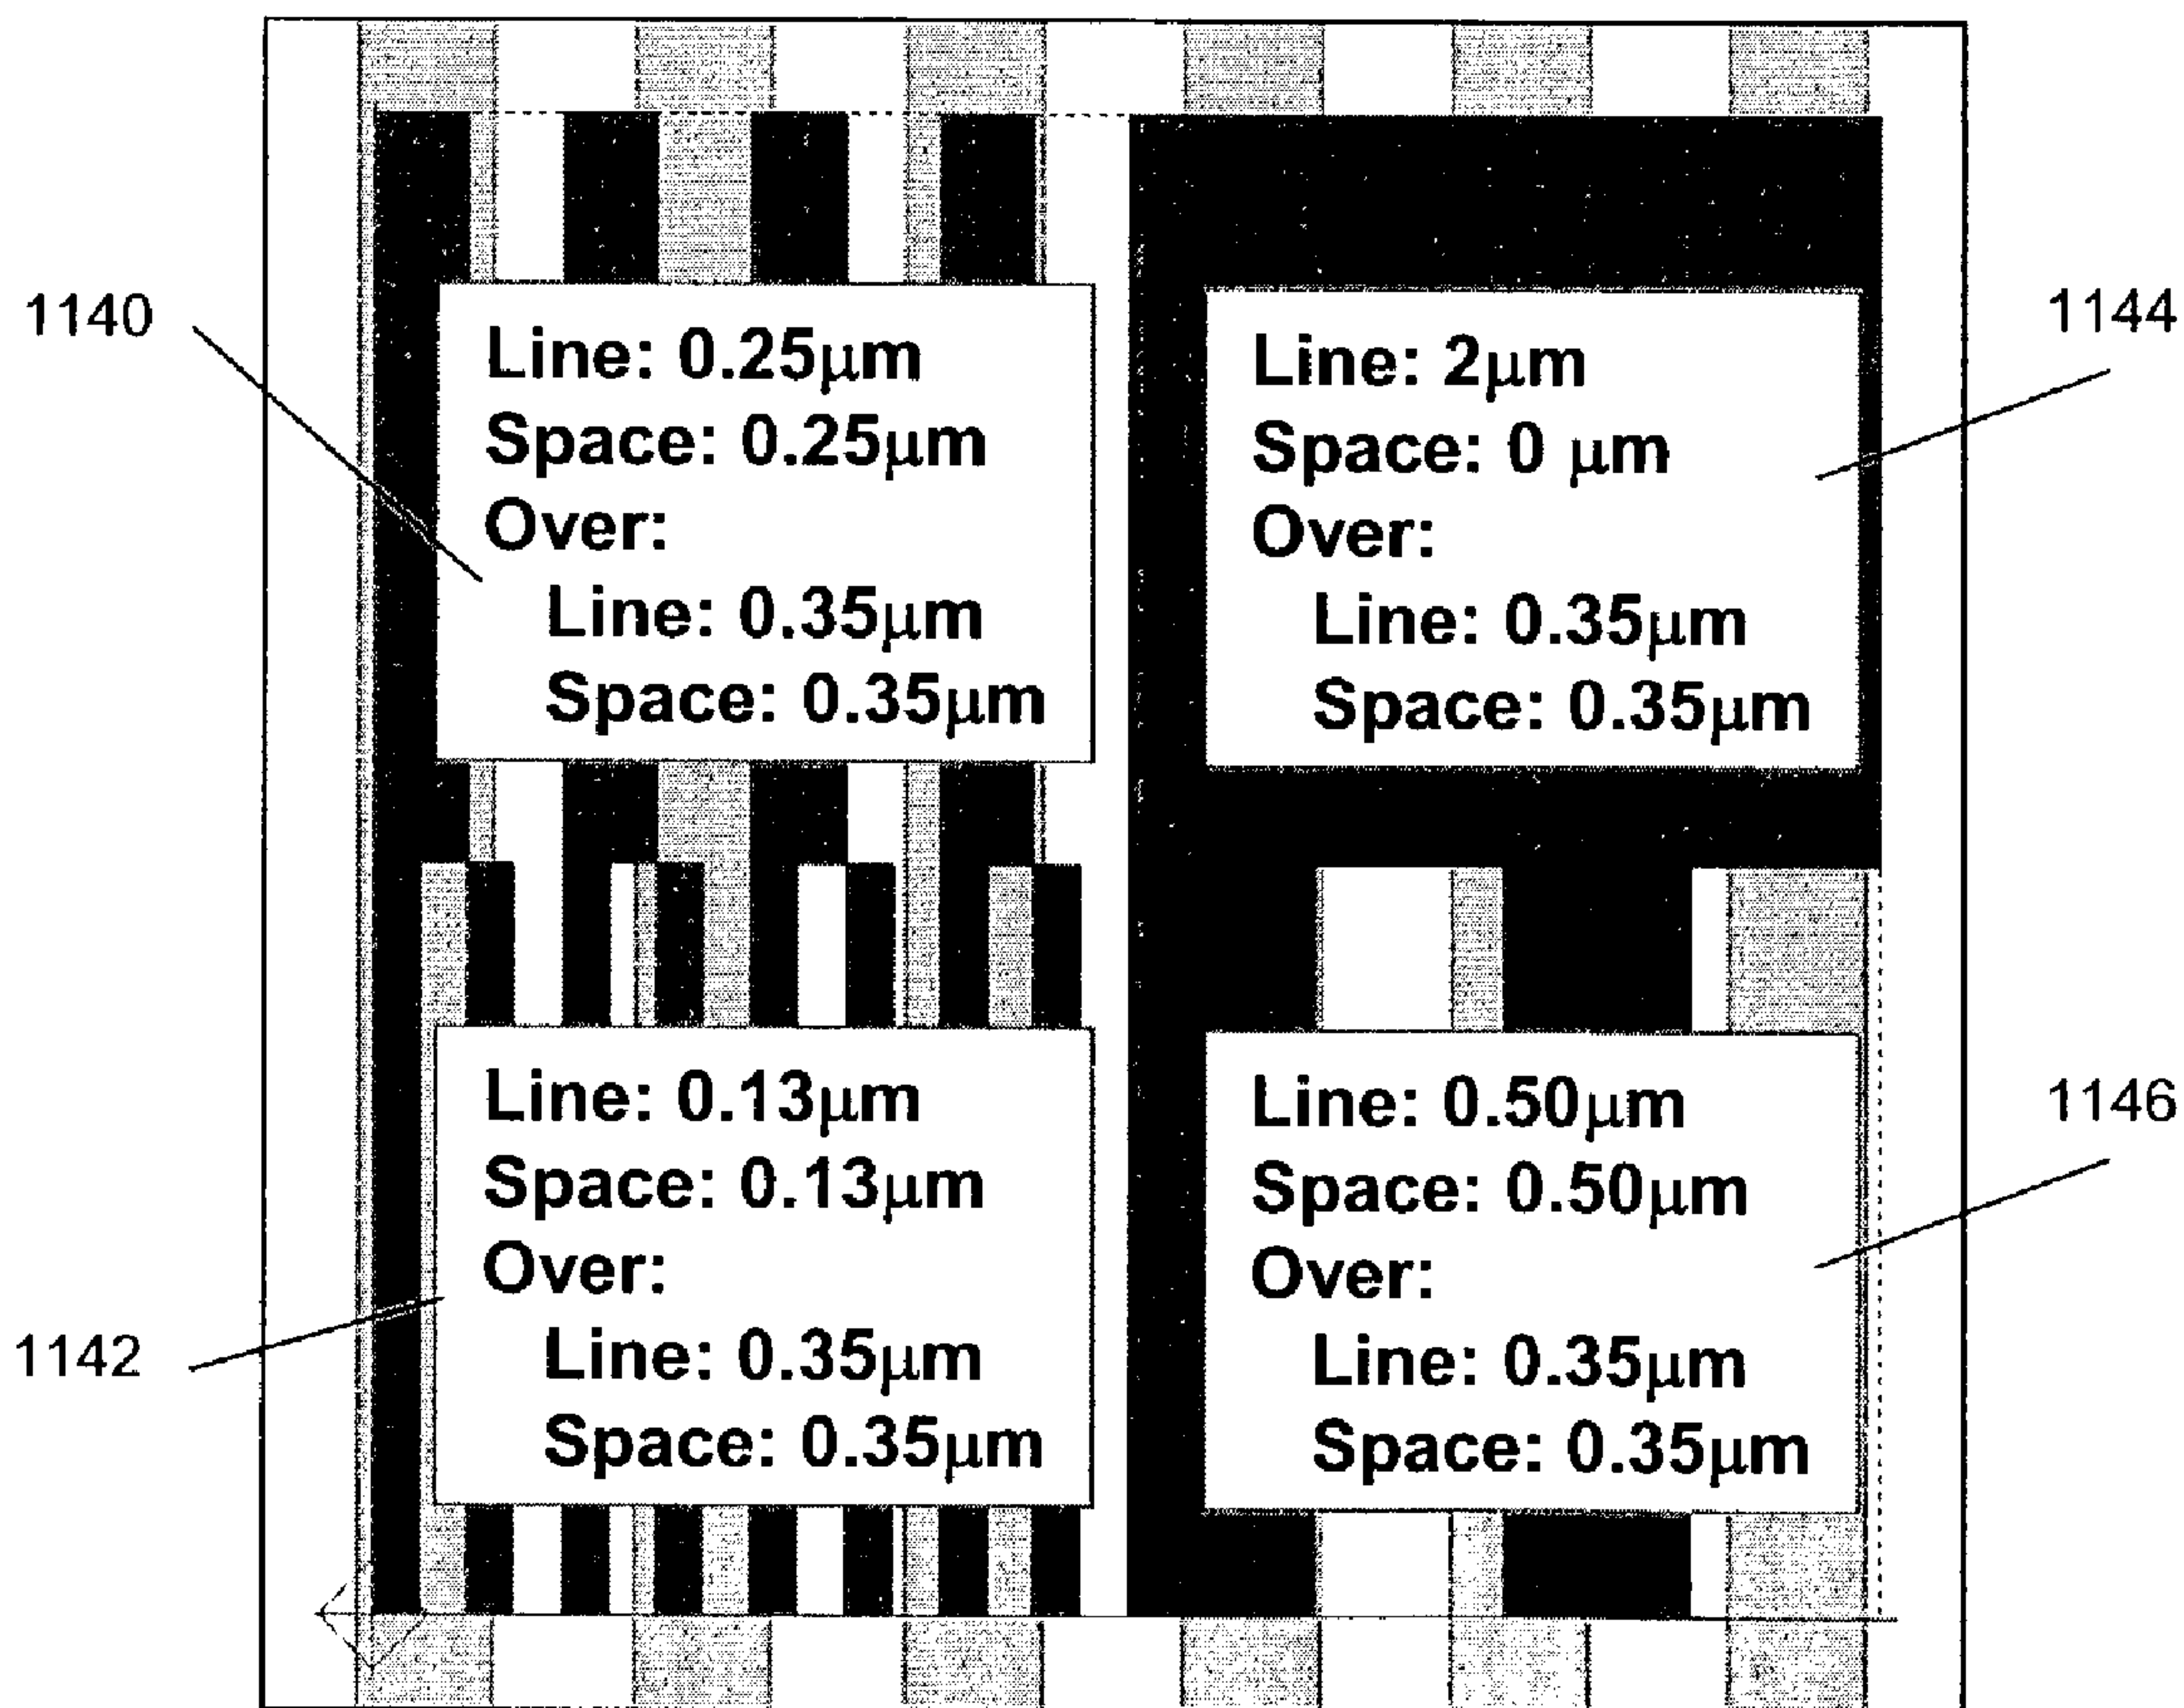 1140
Line: 0.25μm
Space: 0.25μm
Over:
Line: 0.35μm
Space: 0.35μm
1144
Line: 2μm
Space: 0 μm
Over:
Line: 0.35μm
Space: 0.35μm
1142
Line: 0.13μm
Space: 0.13μm
Over:
Line: 0.35μm
Space: 0.35μm
1146
Line: 0.50μm
Space: 0.50μm
Over:
Line: 0.35μm
Space: 0.35μm